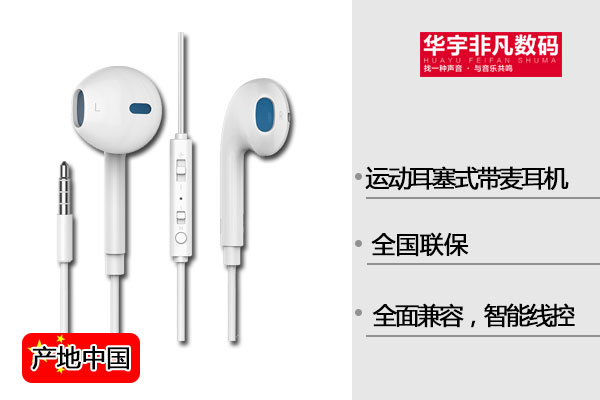 华宇非凡数码
HUAYU FEIFAN SHUMA
找一种声音 · 与音乐共鸣
L
运动耳塞式带麦耳机
全国联保
全面兼容，智能线控
产地中国